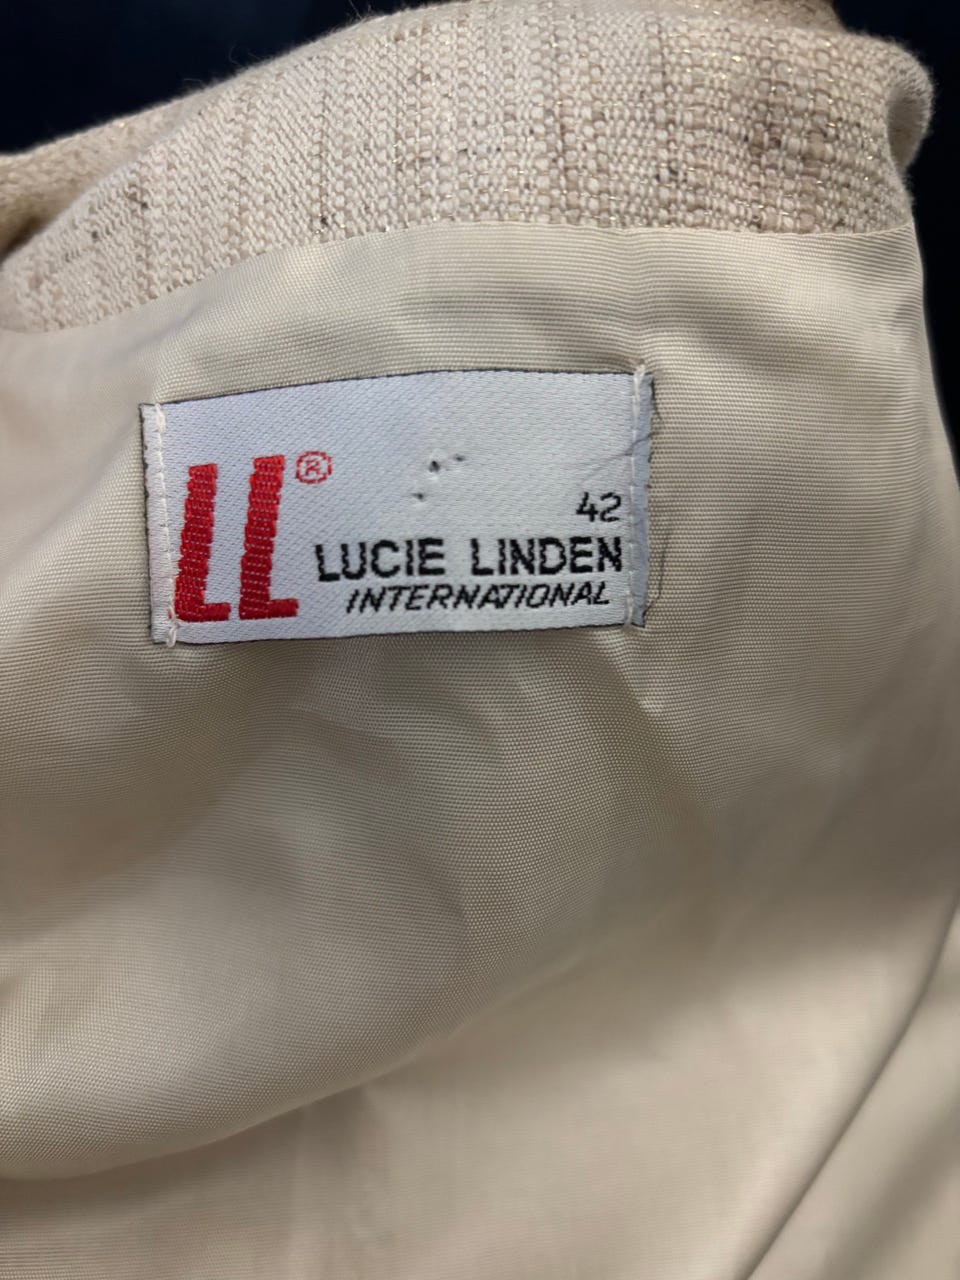 LL®
42
LUCIE LINDEN
INTERNATIONAL